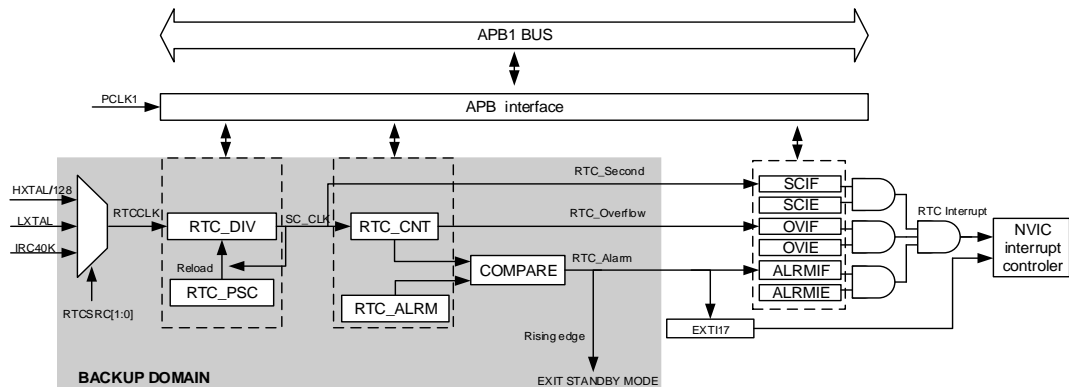 APB1 BUS
PCLK1
APB interface
HXTAL/128
LXTAL
IRC40K
RTCSRC[1:0]
RTCCLK
RTC_DIV
Reload
RTC_PSC
SC_CLK
RTC_CNT
RTC_ALRM
COMPARE
RTC_Second
RTC_Overflow
RTC_Alarm
Rising edge
EXIT STANDBY MODE
BACKUP DOMAIN
SCIF
SCIE
OVIF
OVIE
ALRMIF
ALRMIE
EXTI17
RTC Interrupt
NVIC
interrupt
controler